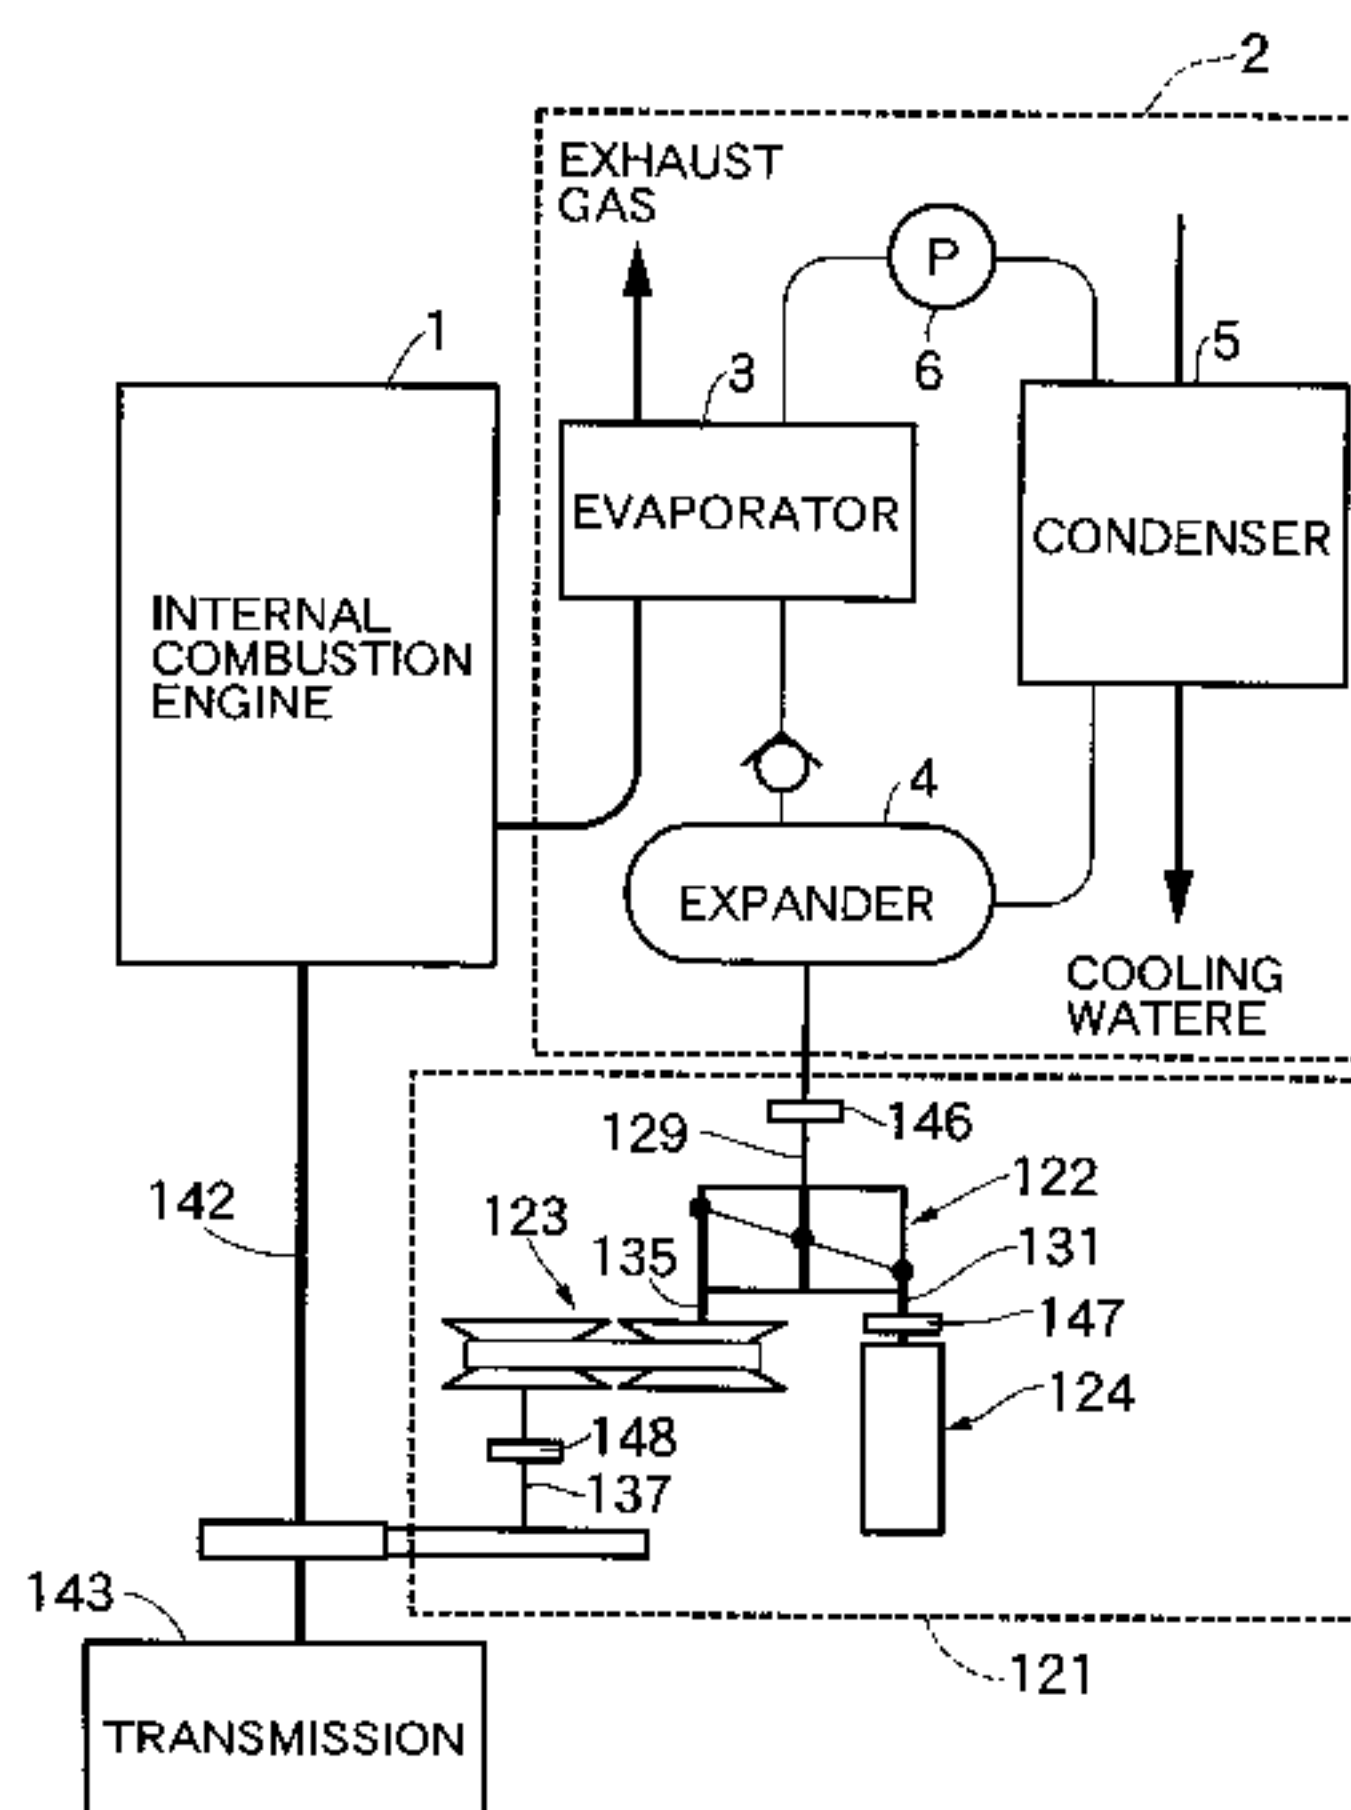 2
EXHAUST
GAS
P
1
3
6
5
EVAPORATOR
CONDENSER
INTERNAL
COMBUSTION
ENGINE
4
EXPANDER
COOLING
WATERE
146
129
122
142
123
135
131
147
124
148
137
143
121
TRANSMISSION